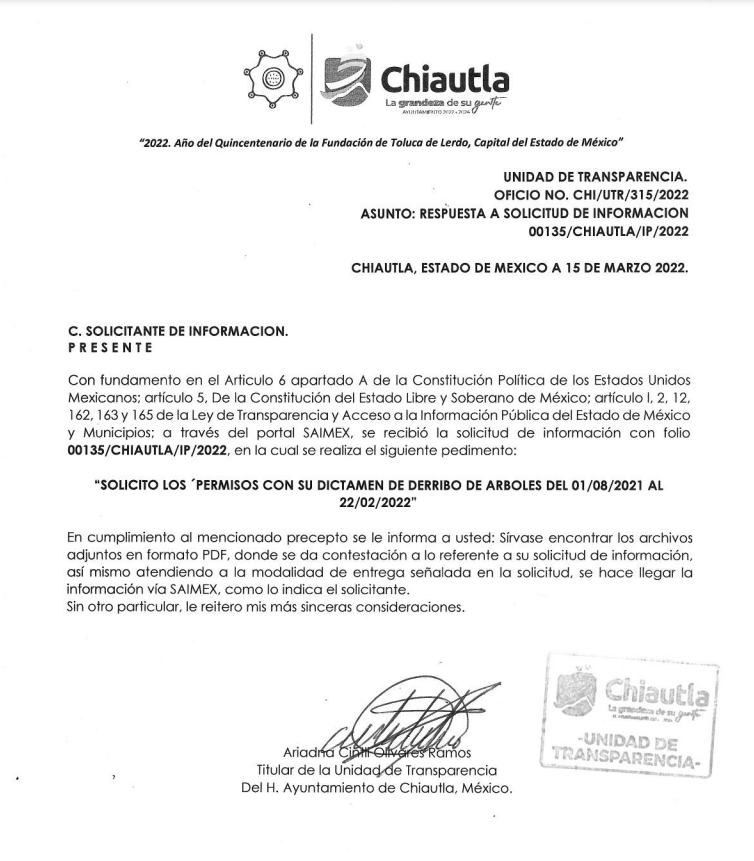 Chiautla
La grandeza de su gente
AYUNTAMIENTO 2022 - 2024
"2022. Año del Quincentenario de la Fundación de Toluca de Lerdo, Capital del Estado de México"
UNIDAD DE TRANSPARENCIA.
OFICIO NO. CHI/UTR/315/2022
ASUNTO: RESPUESTA A SOLICITUD DE INFORMACION
00135/CHIAUTLA/IP/2022
CHIAUTLA, ESTADO DE MEXICO A 15 DE MARZO 2022.
C. SOLICITANTE DE INFORMACION.
P R E S E N T E
Con fundamento en el Articulo 6 apartado A de la Constitución Política de los Estados Unidos
Mexicanos; artículo 5, De la Constitución del Estado Libre y Soberano de México; artículo I, 2, 12,
162, 163 y 165 de la Ley de Transparencia y Acceso a la Información Pública del Estado de México
y Municipios; a través del portal SAIMEX, se recibió la solicitud de información con folio
00135/CHIAUTLA/IP/2022, en la cual se realiza el siguiente pedimento:
"SOLICITO LOS ´PERMISOS CON SU DICTAMEN DE DERRIBO DE ARBOLES DEL 01/08/2021 AL
22/02/2022"
En cumplimiento al mencionado precepto se le informa a usted: Sírvase encontrar los archivos
adjuntos en formato PDF, donde se da contestación a lo referente a su solicitud de información,
así mismo atendiendo a la modalidad de entrega señalada en la solicitud, se hace llegar la
información vía SAIMEX, como lo indica el solicitante.
Sin otro particular, le reitero mis más sinceras consideraciones.
Ariadna Cintli Olivares Ramos
Titular de la Unidad de Transparencia
Del H. Ayuntamiento de Chiautla, México.
Chiautla
La grandeza de su gente
-UNIDAD DE
TRANSPARENCIA-